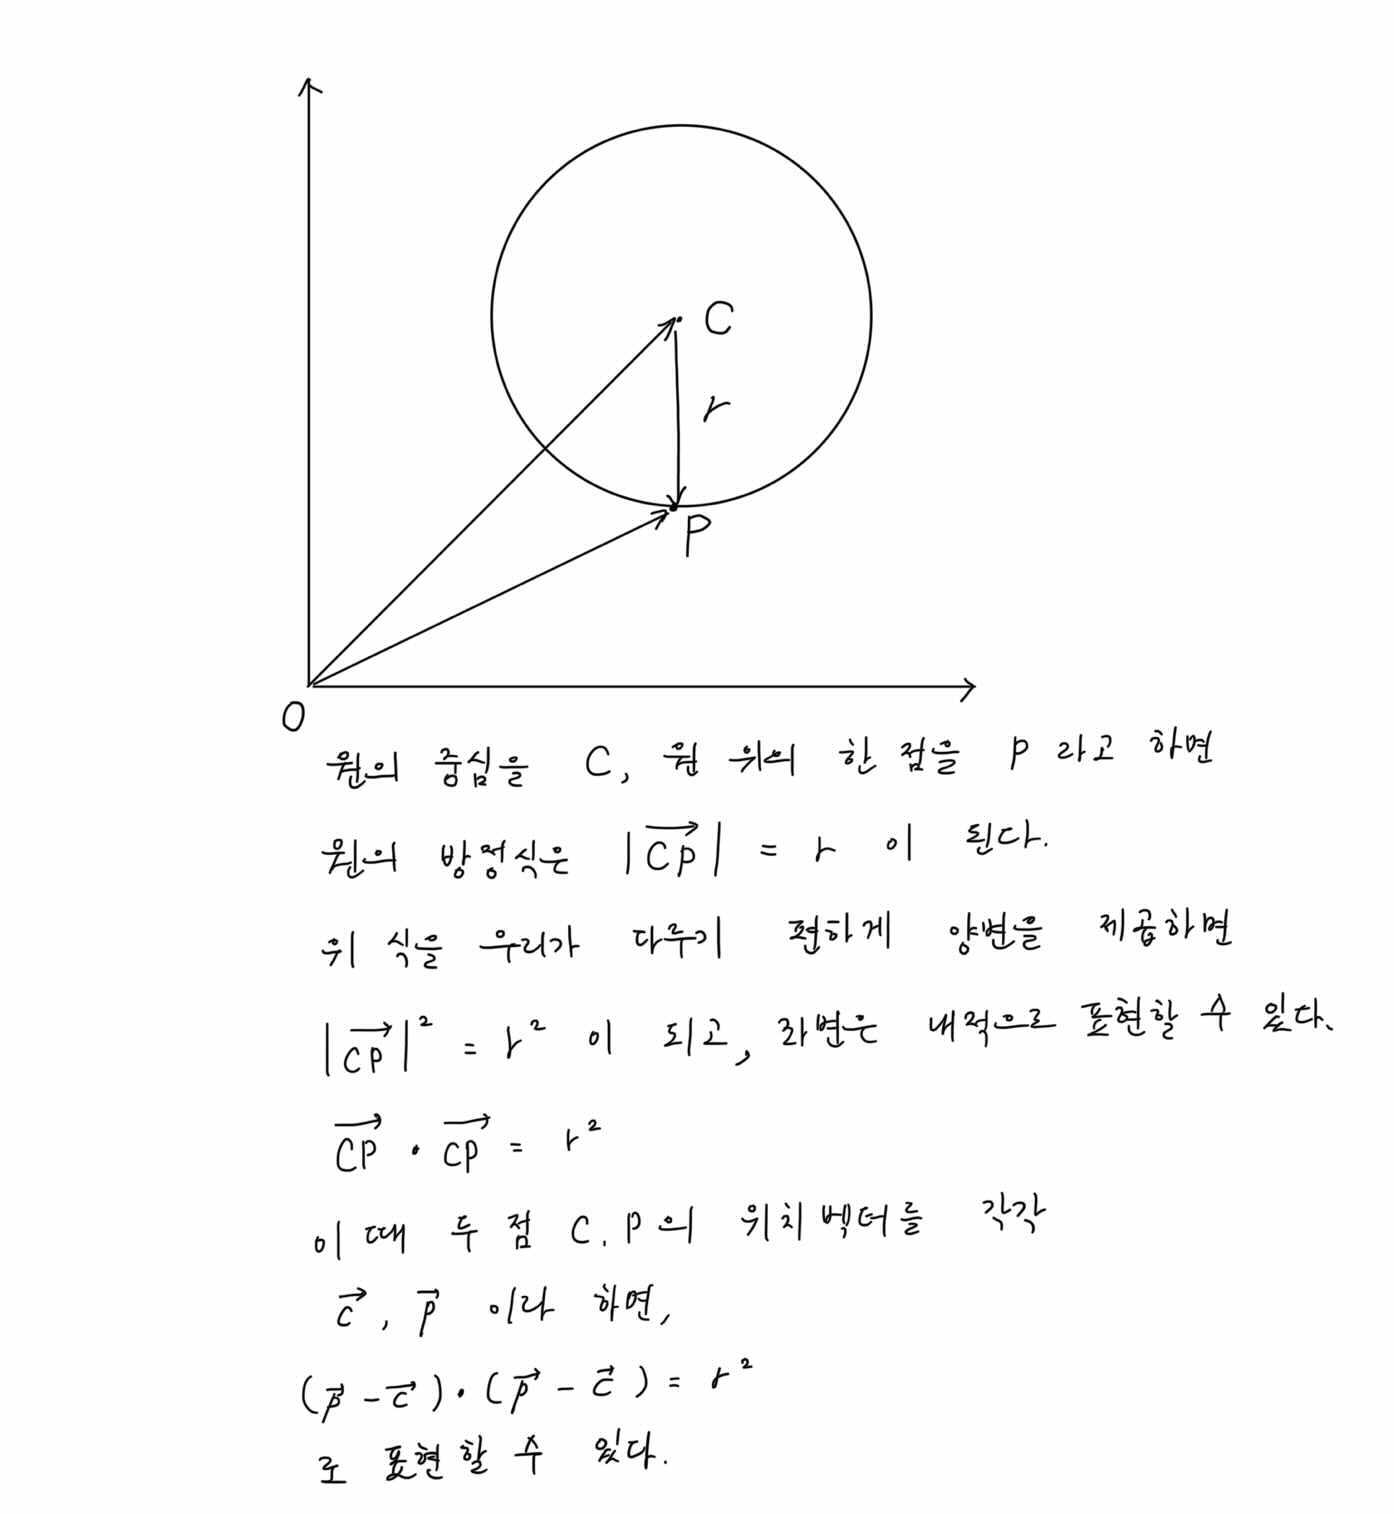 C
r
P
O
원의 중심을 C, 원 위의 한 점을 P 라고 하면
원의 방정식은 |\overrightarrow{CP}| = r 이 된다.
위 식을 우리가 다루기 편하게 양변을 제곱하면
|\overrightarrow{CP}|² = r² 이 되고, 좌변은 내적으로 표현할 수 있다.
\overrightarrow{CP} · \overrightarrow{CP} = r²
이 때 두 점 C, P의 위치벡터를 각각
\vec{c}, \vec{p} 이라 하면,
(\vec{p} - \vec{c}) · (\vec{p} - \vec{c}) = r²
로 표현할 수 있다.